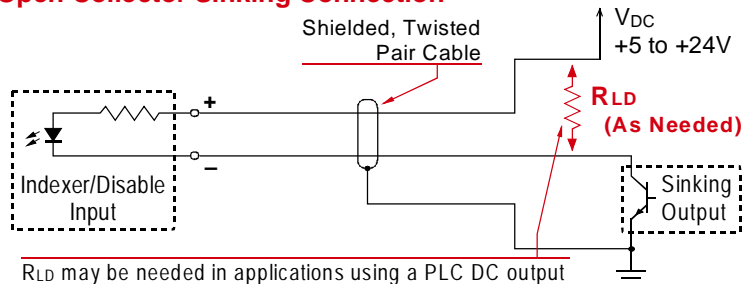 Open Collector Sinking Connection
Shielded, Twisted
Pair Cable
VDC
+5 to +24V
RLD
(As Needed)
+
–
Indexer/Disable
Input
Sinking
Output
RLD may be needed in applications using a PLC DC output